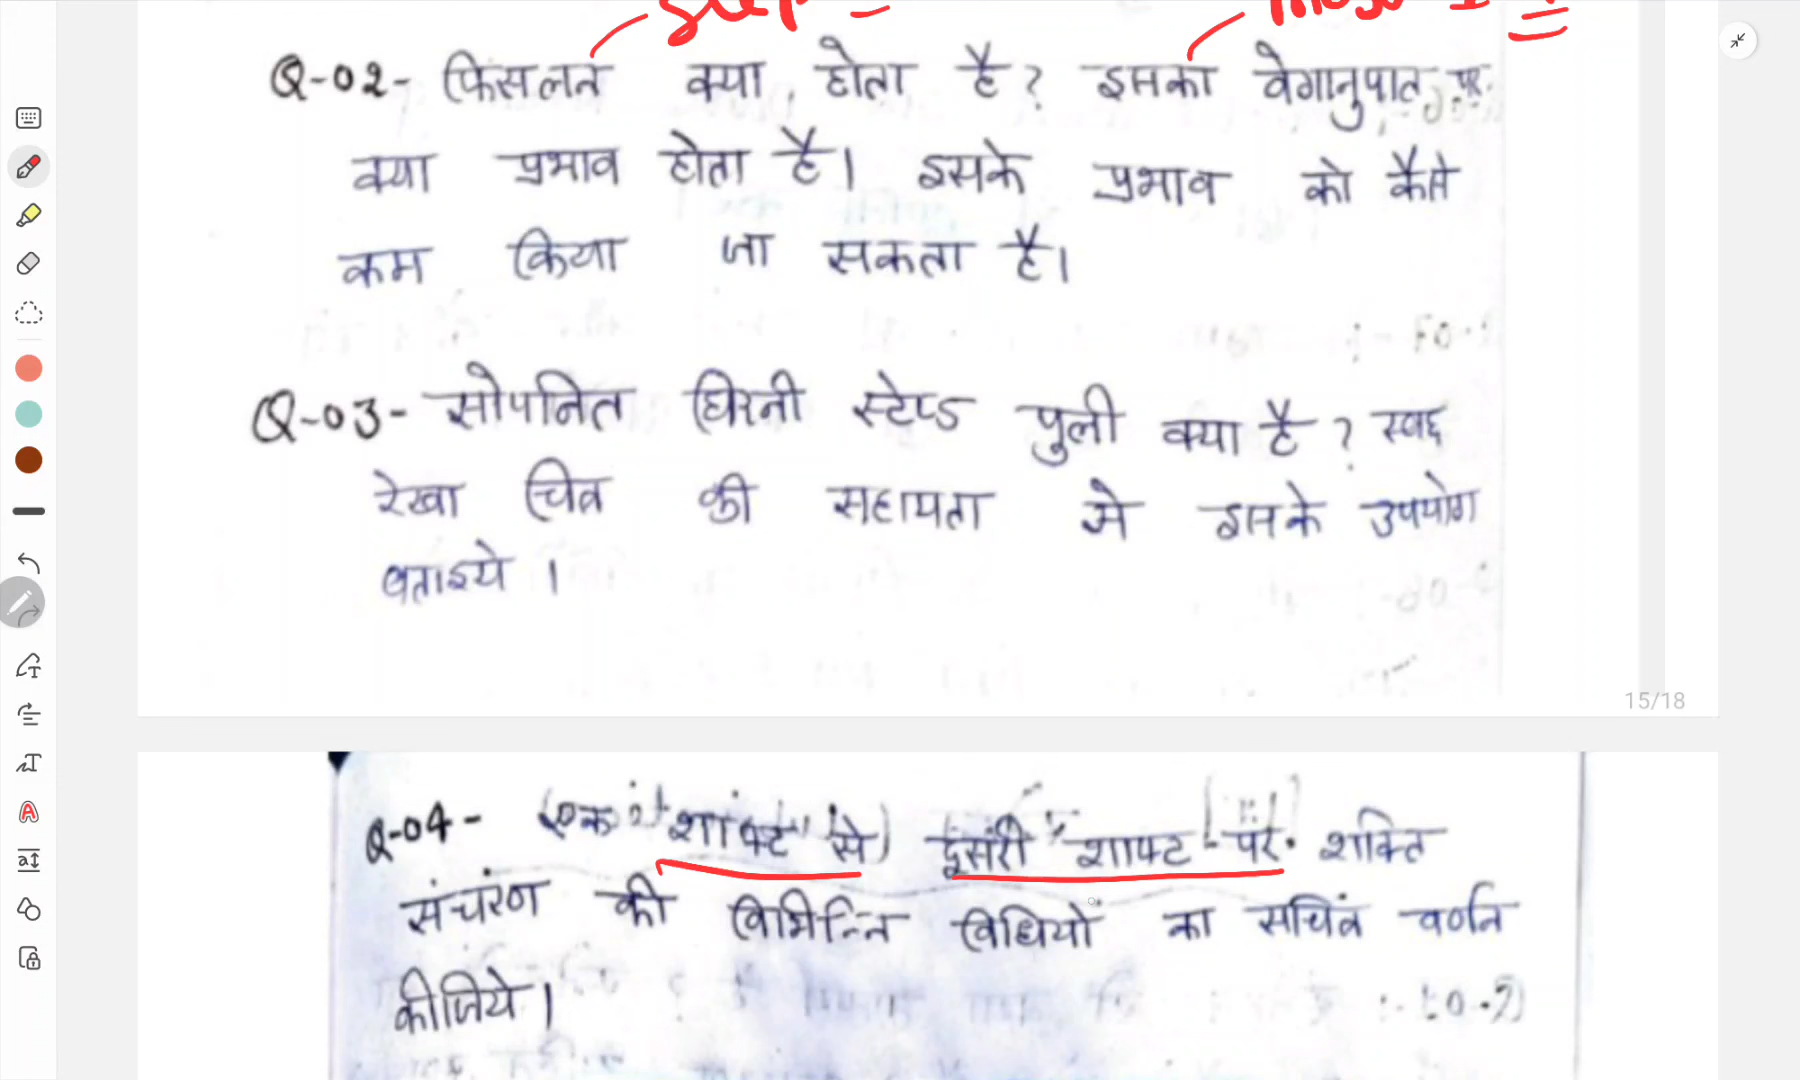 Q-02- फिसलन क्या होता है? इसका वेगानुपात पर
क्या प्रभाव होता है। इसके प्रभाव को कैसे
कम किया जा सकता है।
Q-03- सोपनित घिरनी स्टेप्ड पुली क्या है? स्वच्छ
रेखा चित्र की सहायता से इसके उपयोग
बताइये।
15/18
Q-04- (एक शाफ्ट से) दूसरी शाफ्ट पर शक्ति
संचरण की विभिन्न विधियों का सचित्र वर्णन
कीजिये।